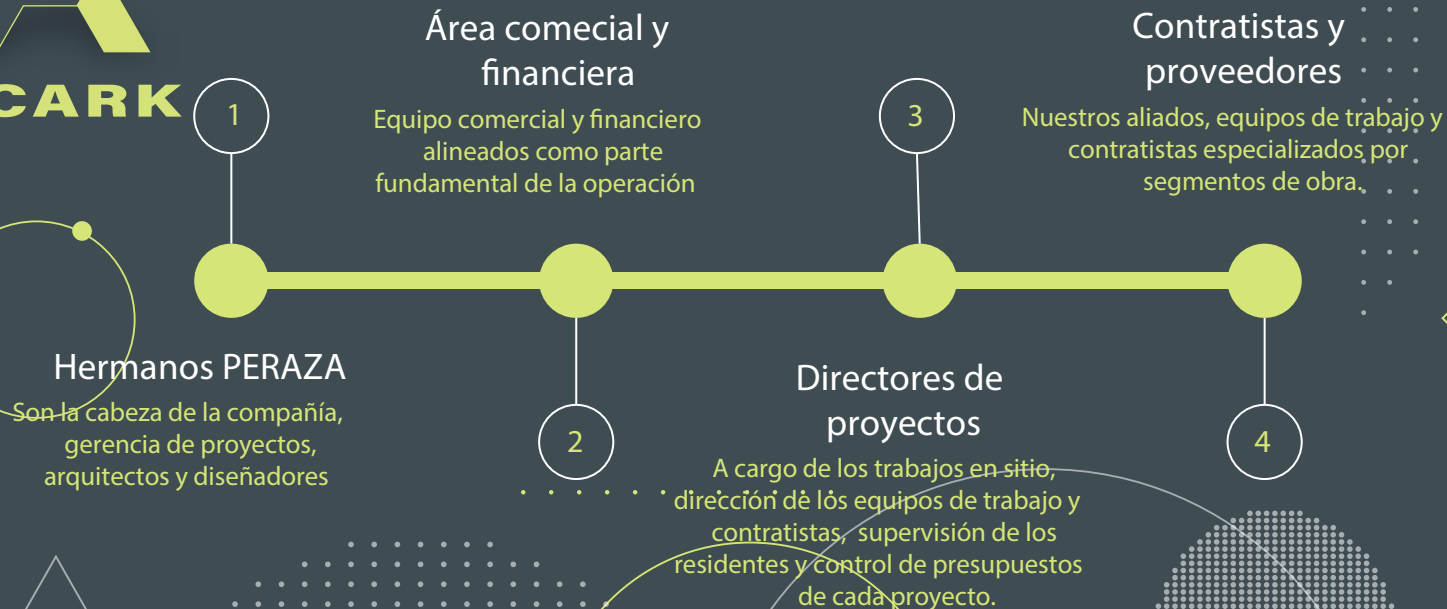 CARK
1
Hermanos PERAZA
Son la cabeza de la compañía,
gerencia de proyectos,
arquitectos y diseñadores
Área comecial y
financiera
Equipo comercial y financiero
alineados como parte
fundamental de la operación
2
3
Directores de
proyectos
A cargo de los trabajos en sitio,
dirección de los equipos de trabajo y
contratistas, supervisión de los
residentes y control de presupuestos
de cada proyecto.
Contratistas y
proveedores
Nuestros aliados, equipos de trabajo y
contratistas especializados por
segmentos de obra.
4